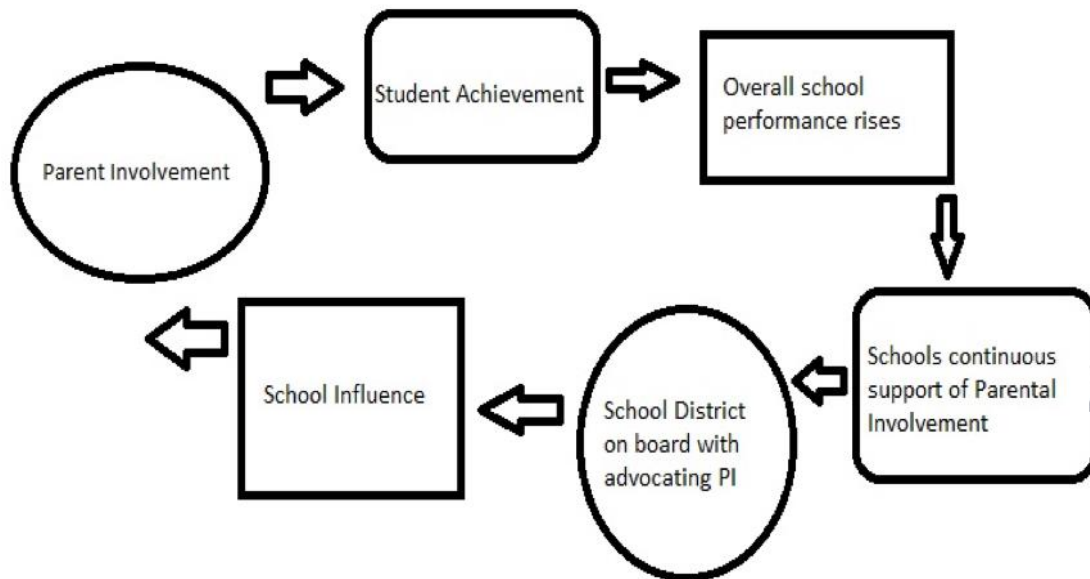 Parent Involvement
Student Achievement
Overall school
performance rises
Schools continuous
support of Parental
Involvement
School District
on board with
advocating PI
School Influence